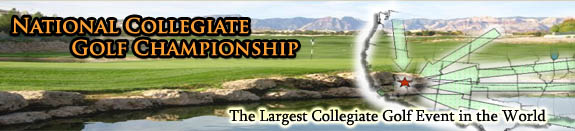 National Collegiate
Golf Championship
The Largest Collegiate Golf Event in the World